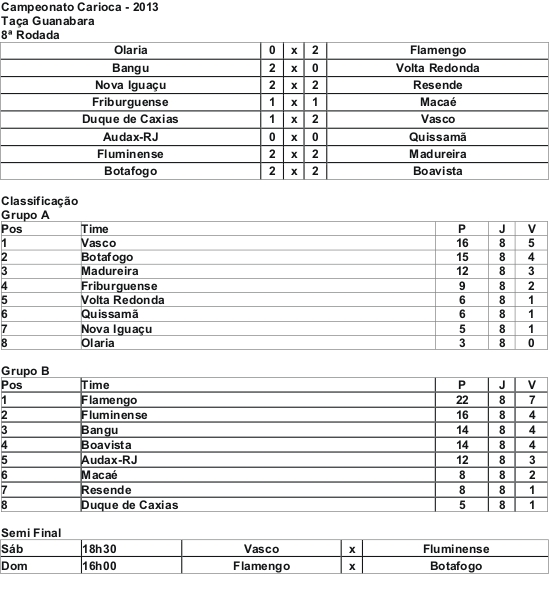 Campeonato Carioca - 2013
Taça Guanabara
8ª Rodada
Olaria 0 x 2 Flamengo
Bangu 2 x 0 Volta Redonda
Nova Iguaçu 2 x 2 Resende
Friburguense 1 x 1 Macaé
Duque de Caxias 1 x 2 Vasco
Audax-RJ 0 x 0 Quissamã
Fluminense 2 x 2 Madureira
Botafogo 2 x 2 Boavista
Classificação
Grupo A
Pos Time P J V
1 Vasco 16 8 5
2 Botafogo 15 8 4
3 Madureira 12 8 3
4 Friburguense 9 8 2
5 Volta Redonda 6 8 1
6 Quissamã 6 8 1
7 Nova Iguaçu 5 8 1
8 Olaria 3 8 0
Grupo B
Pos Time P J V
1 Flamengo 22 8 7
2 Fluminense 16 8 4
3 Bangu 14 8 4
4 Boavista 14 8 4
5 Audax-RJ 12 8 3
6 Macaé 8 8 2
7 Resende 8 8 1
8 Duque de Caxias 5 8 1
Semi Final
Sáb 18h30 Vasco x Fluminense
Dom 16h00 Flamengo x Botafogo